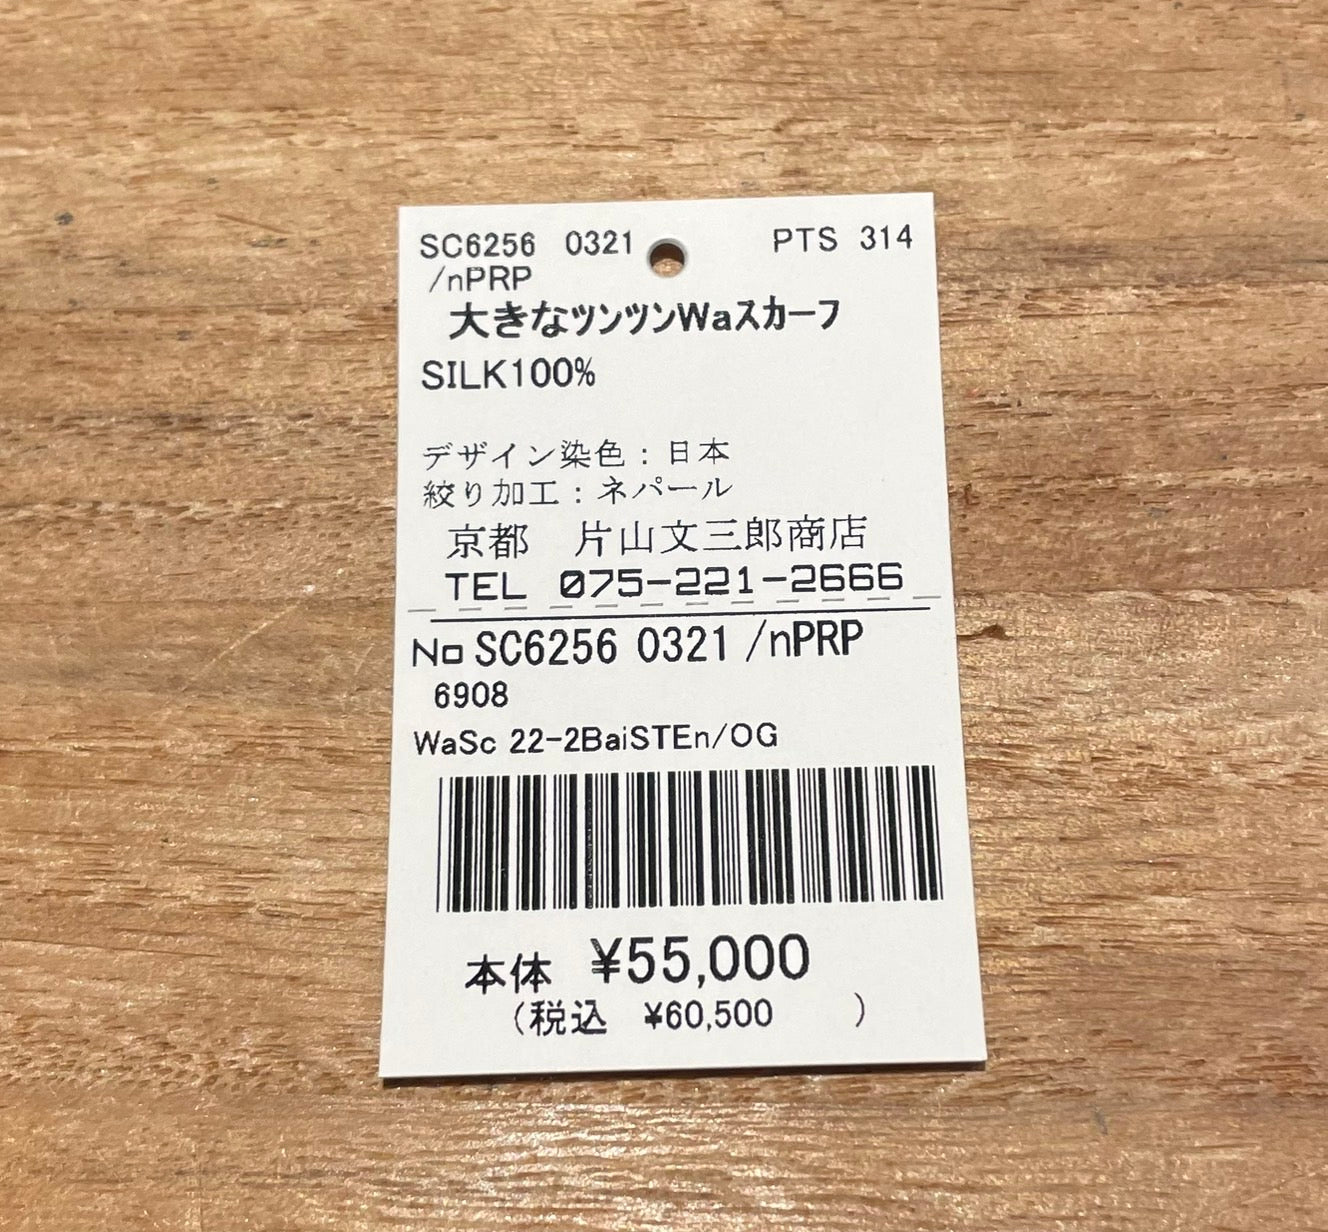 SC6256 0321 PTS 314
/nPRP
大きなツンツンWaスカーフ
SILK100%
デザイン染色：日本
絞り加工：ネパール
京都 片山文三郎商店
TEL 075-221-2666
No SC6256 0321 /nPRP
6908
WaSc 22-2BaiSTEn/OG
本体 ¥55,000
(税込 ¥60,500 )